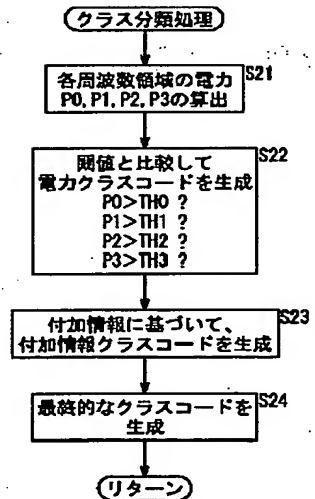 クラス分類処理
各周波数領域の電力
P0, P1, P2, P3の算出
S21
閾値と比較して
電力クラスコードを生成
P0>TH0 ?
P1>TH1 ?
P2>TH2 ?
P3>TH3 ?
S22
付加情報に基づいて、
付加情報クラスコードを生成
S23
最終的なクラスコードを
生成
S24
リターン